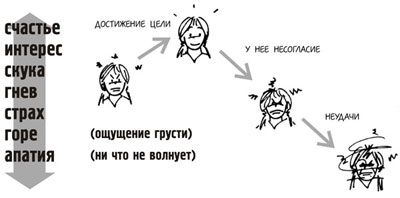 ДОСТИЖЕНИЕ ЦЕЛИ
У НЕЕ НЕСОГЛАСИЕ
НЕУДАЧИ
счастье
интерес
скука
гнев
страх
горе (ощущение грусти)
апатия (ни что не волнует)